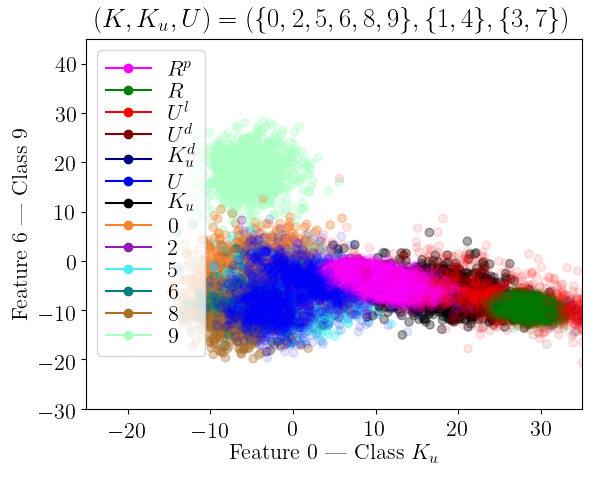 (K, K_u, U) = ({0, 2, 5, 6, 8, 9}, {1, 4}, {3, 7})
Feature 6 — Class 9
40
30
20
10
0
−10
−20
−30
R^p
R
U^l
U^d
K_u^d
U
K_u
0
2
5
6
8
9
−20
−10
0
10
20
30
Feature 0 — Class K_u